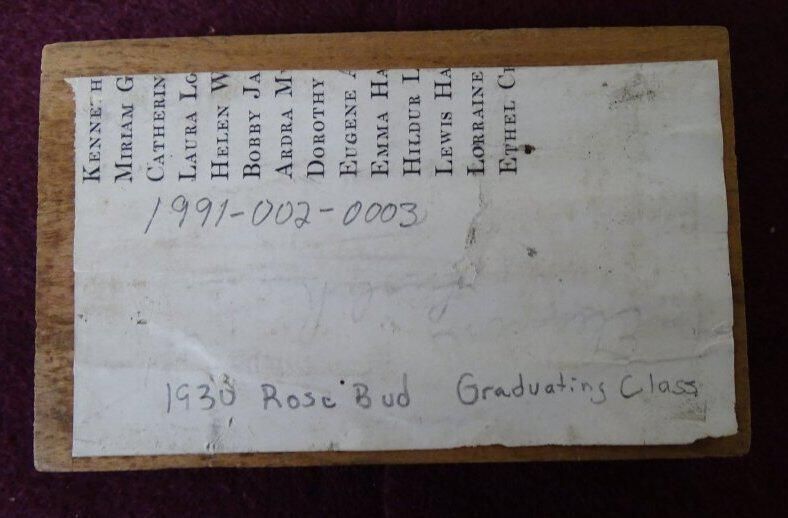 KENNETH
MIRIAM G
CATHERIN
LAURA LO
HELEN W
BOBBY JA
ARDRA M
DOROTHY
EUGENE A
EMMA HA
HILDUR L
LEWIS HA
LORRAINE
ETHEL C
1991-002-0003
1930 Rose Bud Graduating Class